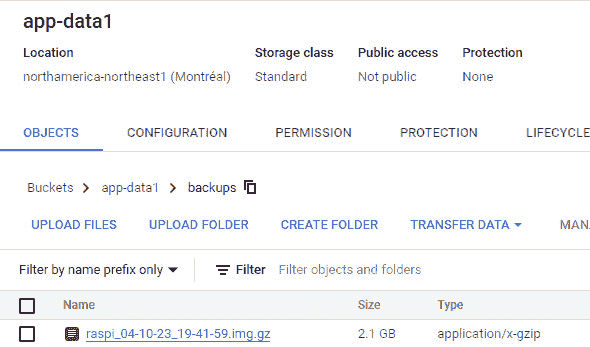 app-data1
Location Storage class Public access Protection
northamerica-northeast1 (Montréal) Standard Not public None
OBJECTS CONFIGURATION PERMISSION PROTECTION LIFECYCLE
Buckets > app-data1 > backups
UPLOAD FILES UPLOAD FOLDER CREATE FOLDER TRANSFER DATA MAN
Filter by name prefix only Filter Filter objects and folders
Name Size Type
raspi_04-10-23_19-41-59.img.gz 2.1 GB application/x-gzip